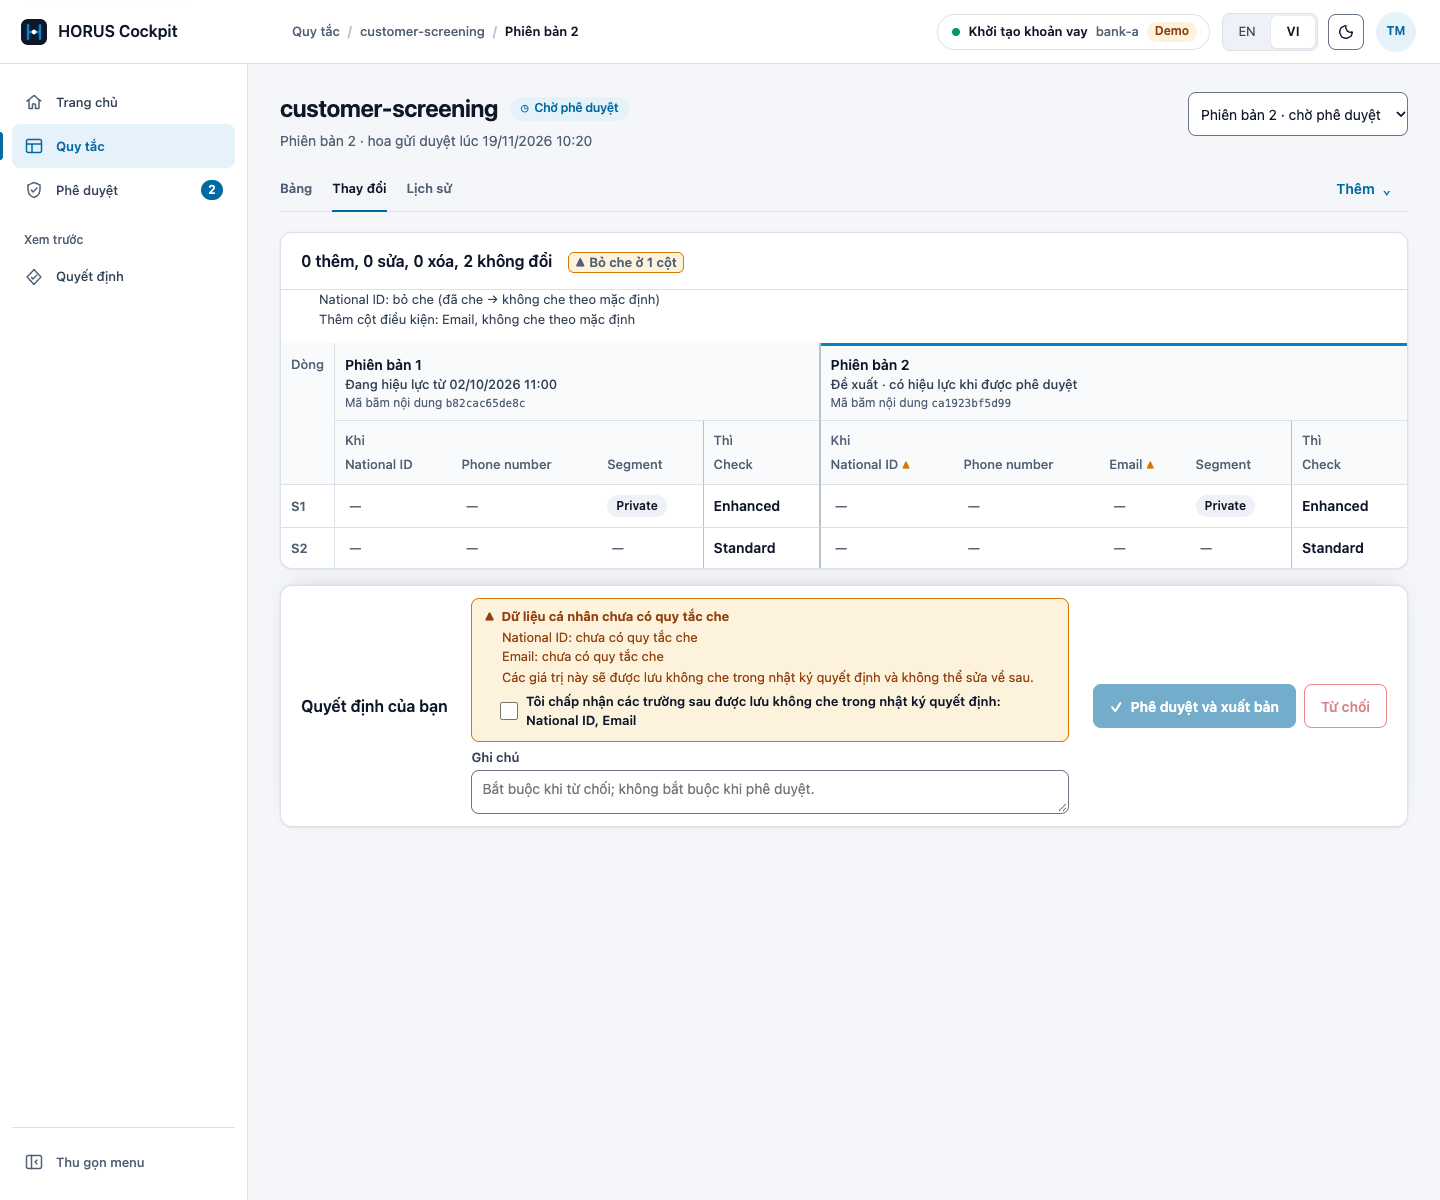 HORUS Cockpit
Quy tắc / customer-screening / Phiên bản 2
Khởi tạo khoản vay bank-a Demo
EN VI
TM
Trang chủ
Quy tắc
Phê duyệt 2
Xem trước
Quyết định
Thu gọn menu
customer-screening
Chờ phê duyệt
Phiên bản 2 · hoa gửi duyệt lúc 19/11/2026 10:20
Phiên bản 2 · chờ phê duyệt
Bảng Thay đổi Lịch sử
Thêm
0 thêm, 0 sửa, 0 xóa, 2 không đổi
Bỏ che ở 1 cột
National ID: bỏ che (đã che → không che theo mặc định)
Thêm cột điều kiện: Email, không che theo mặc định
Dòng
Phiên bản 1
Đang hiệu lực từ 02/10/2026 11:00
Mã băm nội dung b82cac65de8c
Phiên bản 2
Đề xuất · có hiệu lực khi được phê duyệt
Mã băm nội dung ca1923bf5d99
Khi Thì Khi Thì
National ID Phone number Segment Check National ID Phone number Email Segment Check
S1 — — Private Enhanced — — — Private Enhanced
S2 — — — Standard — — — — Standard
Quyết định của bạn
Dữ liệu cá nhân chưa có quy tắc che
National ID: chưa có quy tắc che
Email: chưa có quy tắc che
Các giá trị này sẽ được lưu không che trong nhật ký quyết định và không thể sửa về sau.
Tôi chấp nhận các trường sau được lưu không che trong nhật ký quyết định:
National ID, Email
Ghi chú
Bắt buộc khi từ chối; không bắt buộc khi phê duyệt.
Phê duyệt và xuất bản
Từ chối